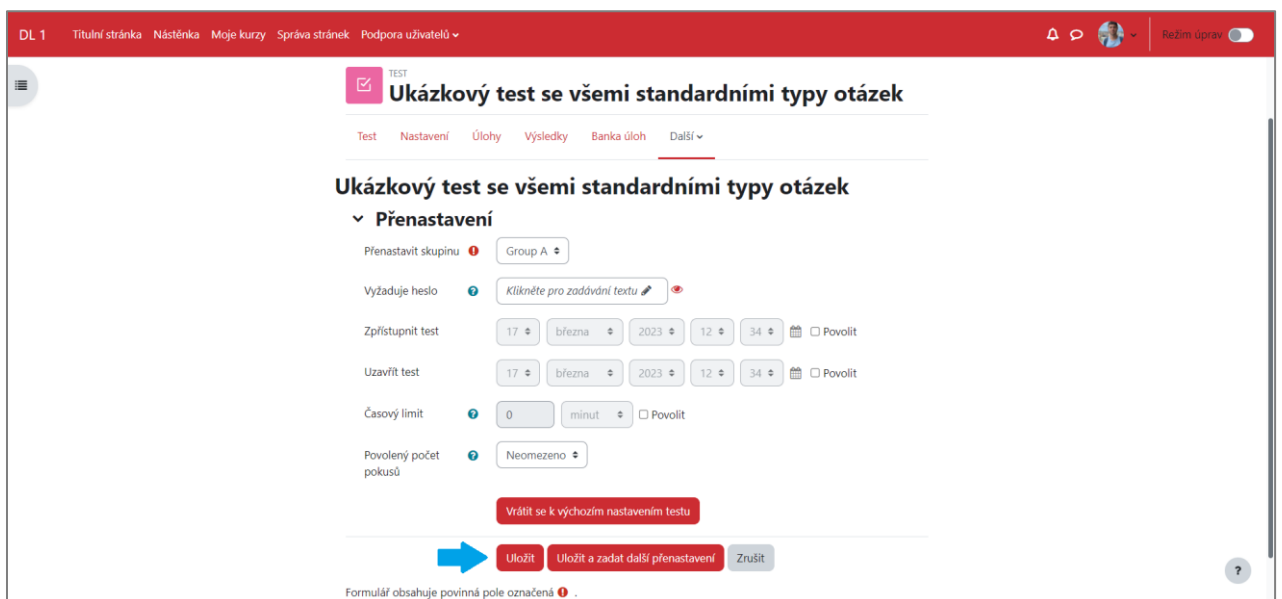 DL 1 Titulní stránka Nástěnka Moje kurzy Správa stránek Podpora uživatelů Režim úprav
TEST
Ukázkový test se všemi standardními typy otázek
Test Nastavení Úlohy Výsledky Banka úloh Další
Ukázkový test se všemi standardními typy otázek
Přenastavení
Přenastavit skupinu Group A
Vyžaduje heslo Klikněte pro zadávání textu
Zpřístupnit test 17 března 2023 12 34 Povolit
Uzavřít test 17 března 2023 12 34 Povolit
Časový limit 0 minut Povolit
Povolený počet Neomezeno
pokusů
Vrátit se k výchozím nastavením testu
Uložit Uložit a zadat další přenastavení Zrušit
?
Formulář obsahuje povinná pole označená .